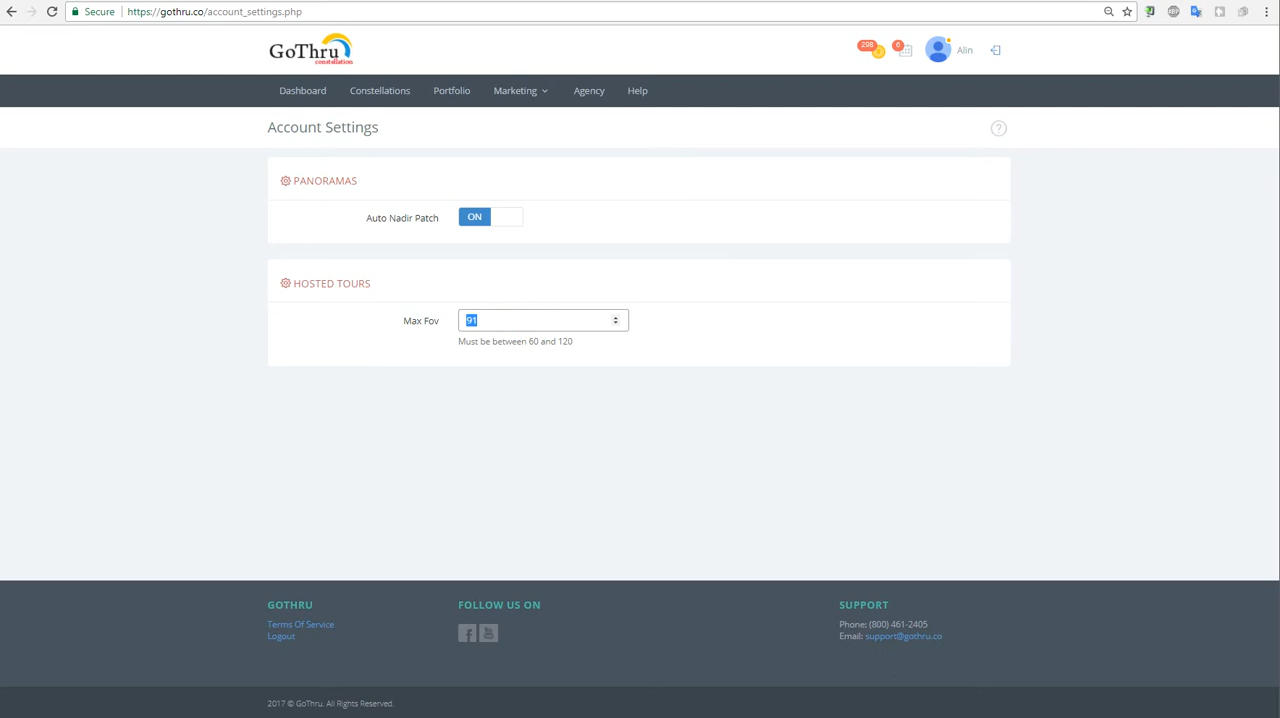 Secure https://gothru.co/account_settings.php
GoThru
constellation
298
6
Alin
Dashboard Constellations Portfolio Marketing Agency Help
Account Settings
?
PANORAMAS
Auto Nadir Patch ON
HOSTED TOURS
Max Fov 91
Must be between 60 and 120
GOTHRU
Terms Of Service
Logout
FOLLOW US ON
SUPPORT
Phone: (800) 461-2405
Email: support@gothru.co
2017 © GoThru. All Rights Reserved.